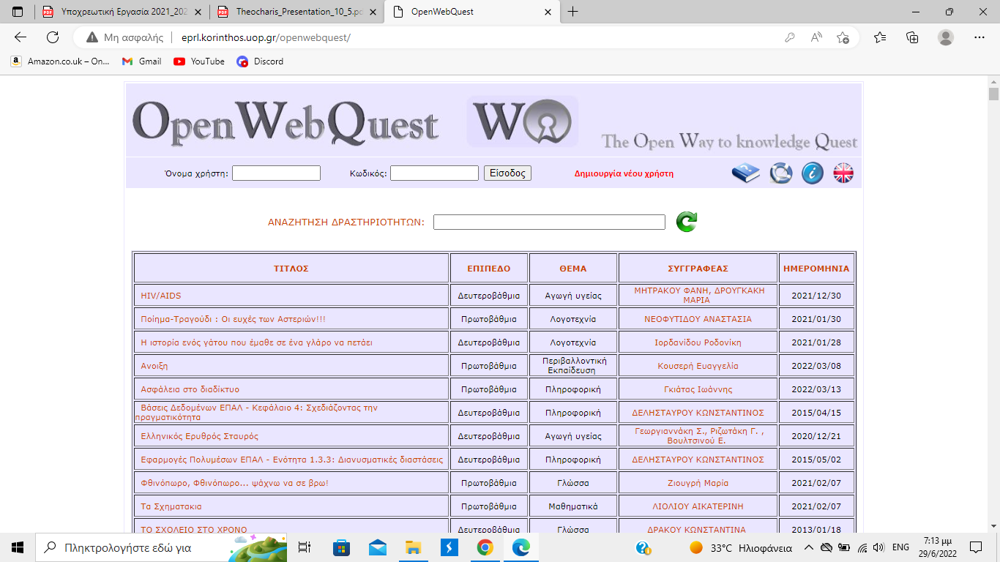 Υποχρεωτική Εργασία 2021_202
Theocharis_Presentation_10_5.pd
OpenWebQuest
Μη ασφαλής
eprl.korinthos.uop.gr/openwebquest/
Amazon.co.uk – On...
Gmail
YouTube
Discord
OpenWebQuest
WQ
The Open Way to knowledge Quest
Όνομα χρήστη:
Κωδικός:
Είσοδος
Δημιουργία νέου χρήστη
ΑΝΑΖΗΤΗΣΗ ΔΡΑΣΤΗΡΙΟΤΗΤΩΝ:
ΤΙΤΛΟΣ ΕΠΙΠΕΔΟ ΘΕΜΑ ΣΥΓΓΡΑΦΕΑΣ ΗΜΕΡΟΜΗΝΙΑ
HIV/AIDS Δευτεροβάθμια Αγωγή υγείας ΜΗΤΡΑΚΟΥ ΦΑΝΗ, ΔΡΟΥΓΚΑΚΗ
ΜΑΡΙΑ 2021/12/30
Ποίημα-Τραγούδι : Οι ευχές των Αστεριών!!! Πρωτοβάθμια Λογοτεχνία ΝΕΟΦΥΤΙΔΟΥ ΑΝΑΣΤΑΣΙΑ 2021/01/30
Η ιστορία ενός γάτου που έμαθε σε ένα γλάρο να πετάει Δευτεροβάθμια Λογοτεχνία Ιορδανίδου Ροδονίκη 2021/01/28
Ανοιξη Πρωτοβάθμια Περιβαλλοντική
Εκπαίδευση Κουσερή Ευαγγελία 2022/03/08
Ασφάλεια στο διαδίκτυο Πρωτοβάθμια Πληροφορική Γκιάτας Ιωάννης 2022/03/13
Βάσεις Δεδομένων ΕΠΑΛ - Κεφάλαιο 4: Σχεδιάζοντας την
πραγματικότητα Δευτεροβάθμια Πληροφορική ΔΕΛΗΣΤΑΥΡΟΥ ΚΩΝΣΤΑΝΤΙΝΟΣ 2015/04/15
Ελληνικός Ερυθρός Σταυρός Δευτεροβάθμια Αγωγή υγείας Γεωργιαννάκη Σ., Ριζωτάκη Γ. ,
Βουλτσινού Ε. 2020/12/21
Εφαρμογές Πολυμέσων ΕΠΑΛ - Ενότητα 1.3.3: Διανυσματικές διαστάσεις Δευτεροβάθμια Πληροφορική ΔΕΛΗΣΤΑΥΡΟΥ ΚΩΝΣΤΑΝΤΙΝΟΣ 2015/05/02
Φθινόπωρο, Φθινόπωρο... ψάχνω να σε βρω! Πρωτοβάθμια Γλώσσα Ζιουγρή Μαρία 2021/02/07
Τα Σχηματακια Πρωτοβάθμια Μαθηματικά ΛΙΟΛΙΟΥ ΑΙΚΑΤΕΡΙΝΗ 2021/02/07
ΤΟ ΣΧΟΛΕΙΟ ΣΤΟ ΧΡΟΝΟ Δευτεροβάθμια Γλώσσα ΔΡΑΚΟΥ ΚΩΝΣΤΑΝΤΙΝΑ 2013/01/18
Πληκτρολογήστε εδώ για
33°C Ηλιοφάνεια
ENG
7:13 μμ
29/6/2022